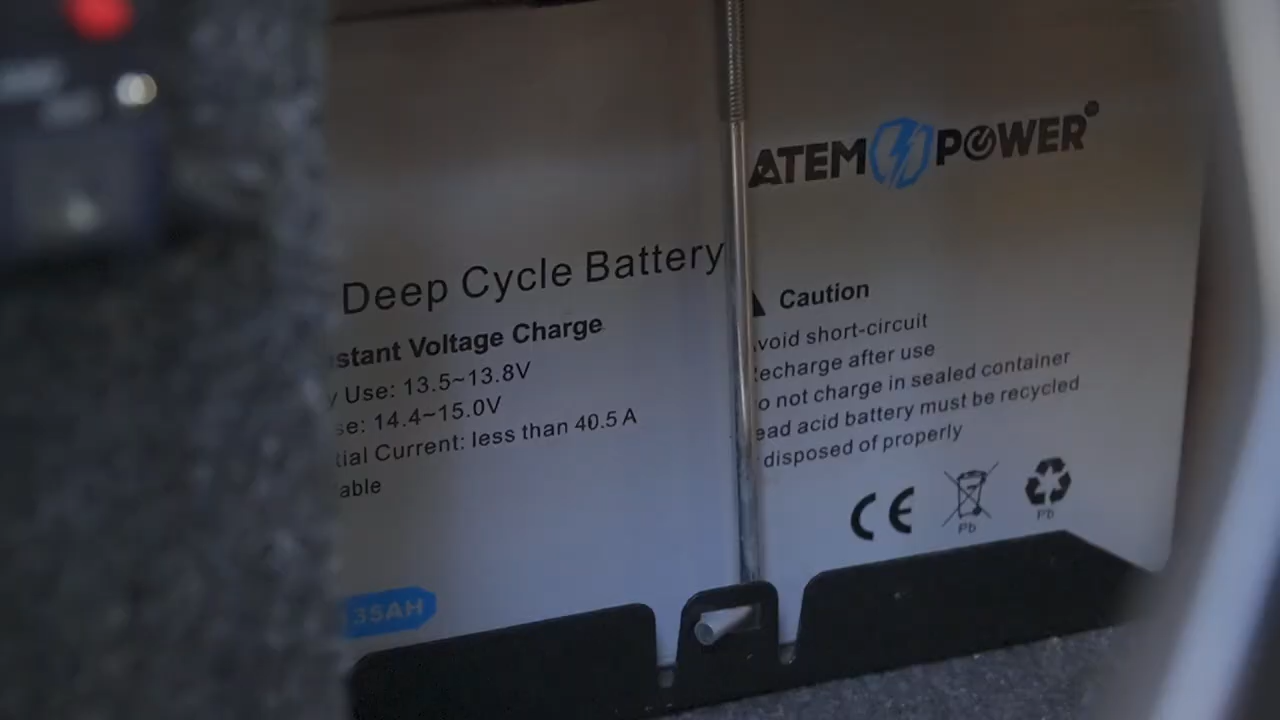 Deep Cycle Battery
stant Voltage Charge
y Use: 13.5~13.8V
se: 14.4~15.0V
tial Current: less than 40.5 A
able
35AH
ATEM POWER
Caution
void short-circuit
echarge after use
o not charge in sealed container
ead acid battery must be recycled
disposed of properly
CE
Pb
Pb